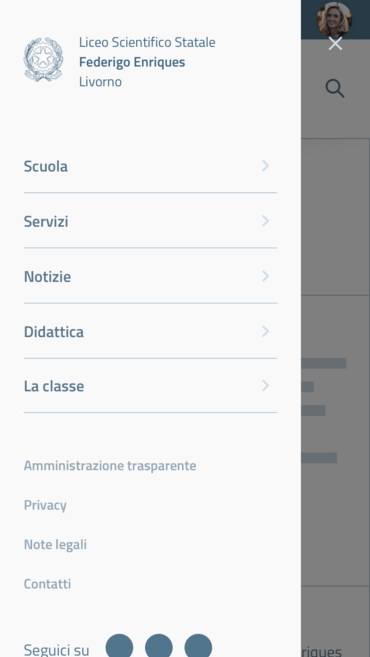 Liceo Scientifico Statale
Federigo Enriques
Livorno
Scuola
Servizi
Notizie
Didattica
La classe
Amministrazione trasparente
Privacy
Note legali
Contatti
Seguici su
riques